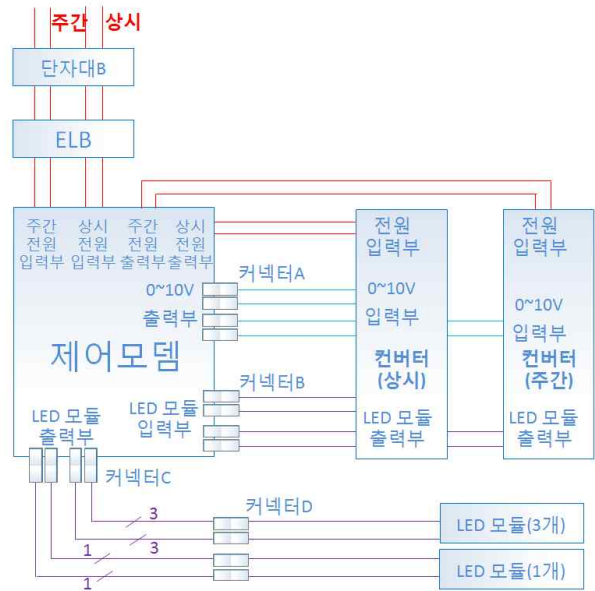 주간 상시
단자대B
ELB
주간 상시 주간 상시
전원 전원 전원 전원
입력부 입력부 출력부 출력부
0~10V
출력부
제어모뎀
LED 모듈
입력부
LED 모듈
출력부
커넥터A
커넥터B
커넥터C
커넥터D
전원
입력부
0~10V
입력부
컨버터
(상시)
LED 모듈
출력부
전원
입력부
0~10V
입력부
컨버터
(주간)
LED 모듈
출력부
3
3
1
1
LED 모듈(3개)
LED 모듈(1개)